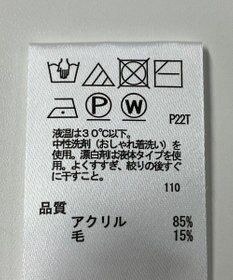 P W
P22T
液温は30℃以下。
中性洗剤（おしゃれ着洗い）を
使用。漂白剤は液体タイプを使
用。よくすすぎ、絞りの後すぐ
に干すこと。
110
品質
アクリル 85%
毛 15%